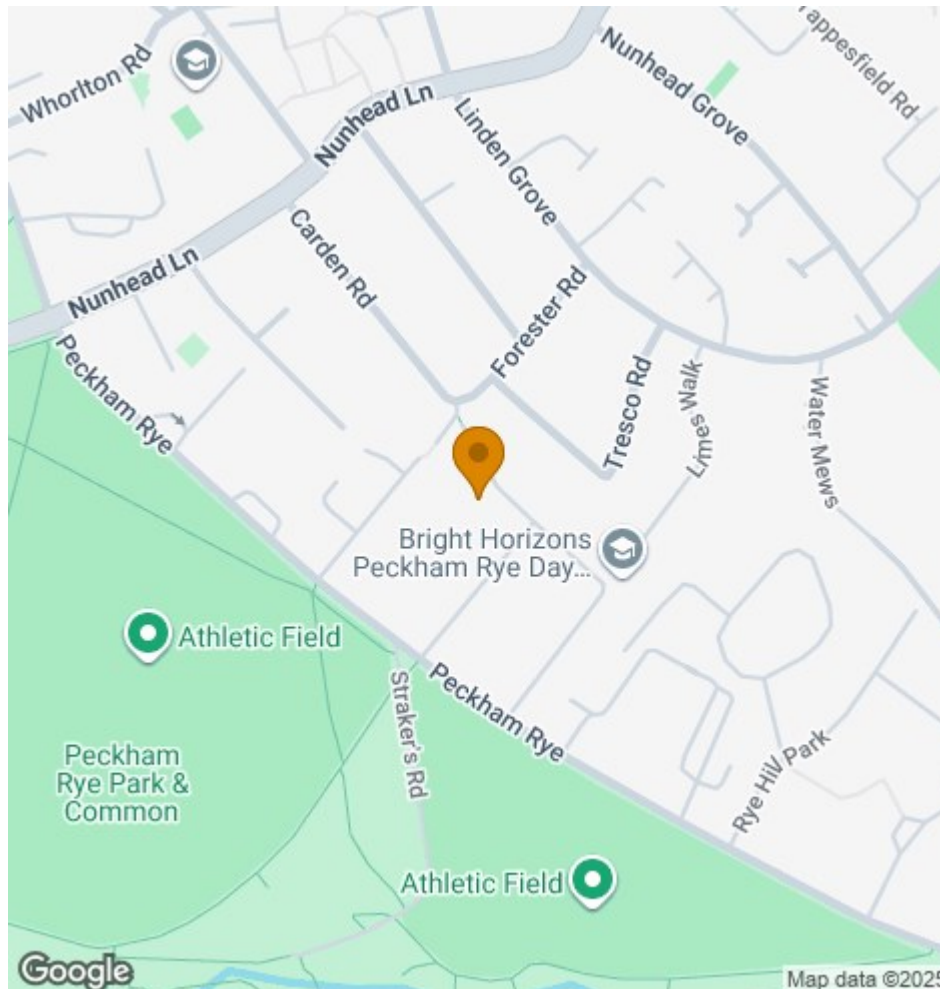 Whorlton Rd
Nunhead Ln
Linden Grove
Nunhead Grove
Tappesfield Rd
Nunhead Ln
Carden Rd
Forester Rd
Tresco Rd
Limes Walk
Water Mews
Peckham Rye
Bright Horizons
Peckham Rye Day...
Athletic Field
Straker's Rd
Peckham Rye
Peckham
Rye Park &
Common
Rye Hill Park
Athletic Field
Google
Map data ©2025